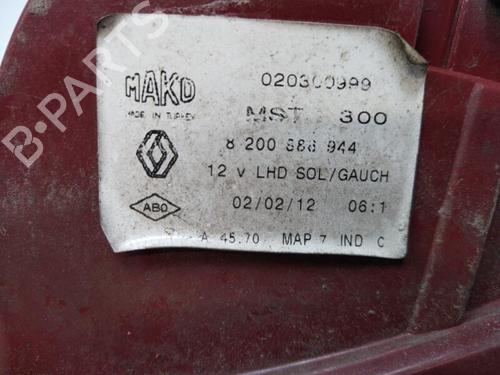 B-PARTS
MAKO 020300999
MADE IN TURKEY MST 300
8 200 886 944
12 V LHD SOL/GAUCH
ABO 02/02/12 06:1
A 45.70 MAP 7 IND C